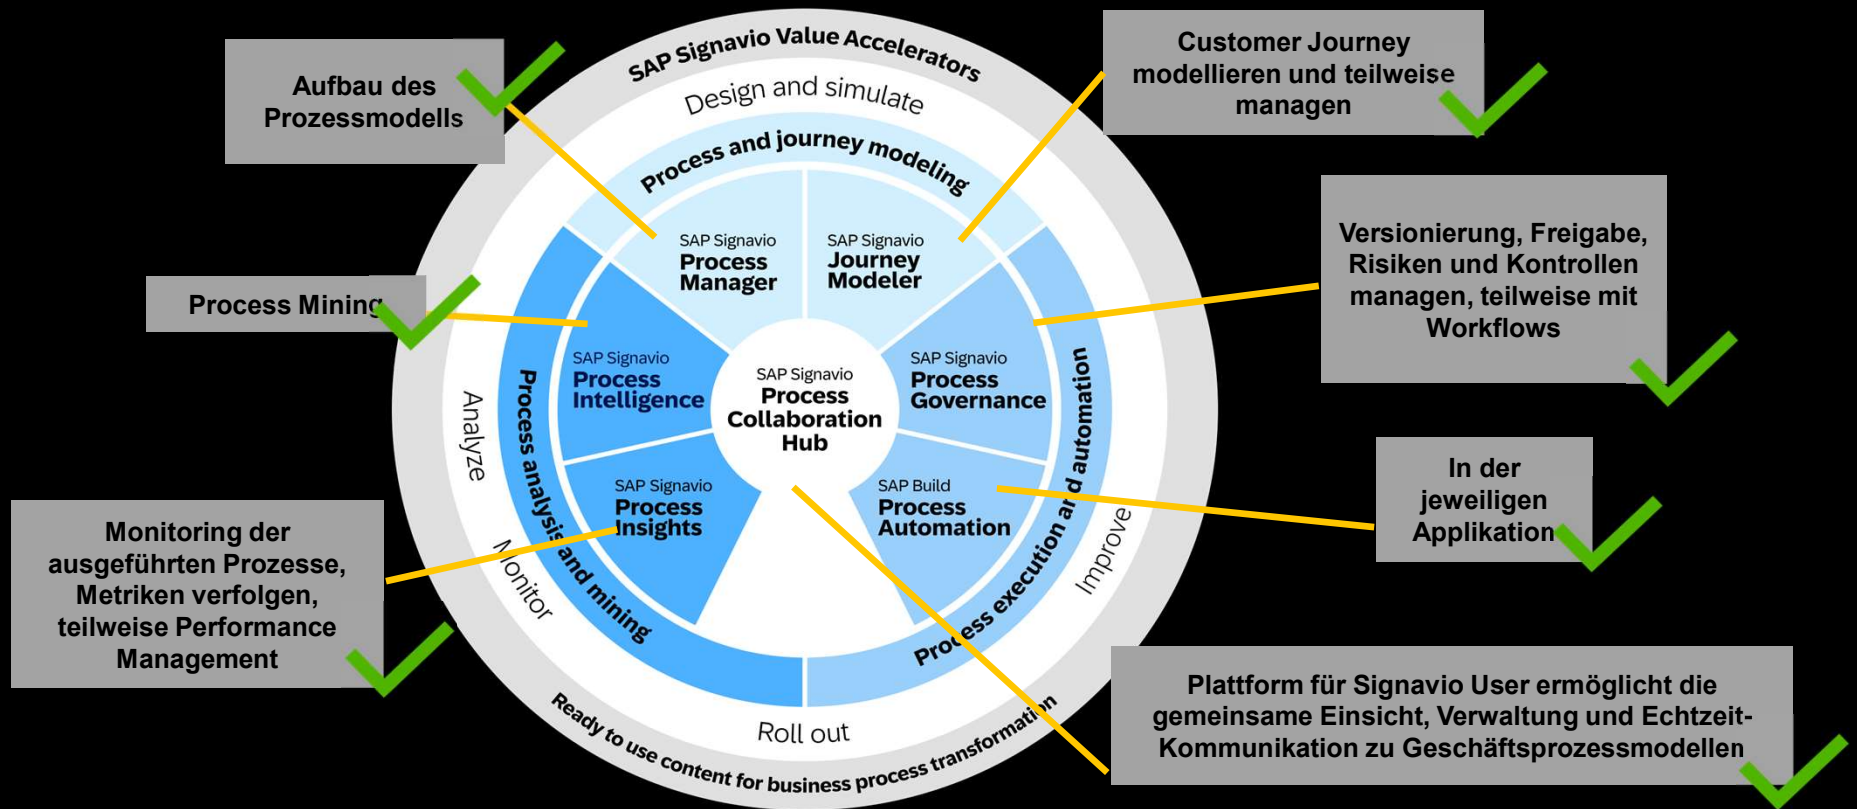 SAP Signavio Value Accelerators
Design and simulate
Process and journey modeling
Aufbau des
Prozessmodells
Customer Journey
modellieren und teilweise
managen
Versionierung, Freigabe,
Risiken und Kontrollen
managen, teilweise mit
Workflows
Process Mining
SAP Signavio
Process
Manager
SAP Signavio
Journey
Modeler
SAP Signavio
Process
Intelligence
SAP Signavio
Process
Collaboration
Hub
SAP Signavio
Process
Governance
SAP Signavio
Process
Insights
SAP Build
Process
Automation
Analyze
Monitor
Process analysis and mining
Process execution and automation
Improve
In der
jeweiligen
Applikation
Monitoring der
ausgeführten Prozesse,
Metriken verfolgen,
teilweise Performance
Management
Plattform für Signavio User ermöglicht die
gemeinsame Einsicht, Verwaltung und Echtzeit-
Kommunikation zu Geschäftsprozessmodellen
Roll out
Ready to use content for business process transformation